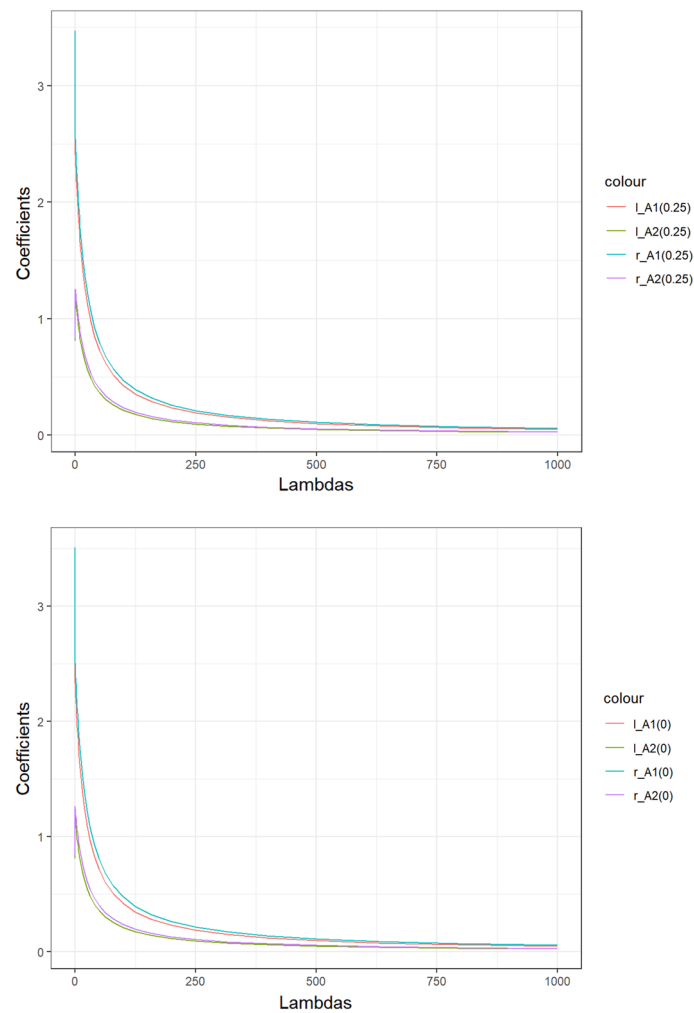 3
2
1
0
Coefficients
0 250 500 750 1000
Lambdas
colour
l_A1(0.25)
l_A2(0.25)
r_A1(0.25)
r_A2(0.25)
3
2
1
0
Coefficients
0 250 500 750 1000
Lambdas
colour
l_A1(0)
l_A2(0)
r_A1(0)
r_A2(0)